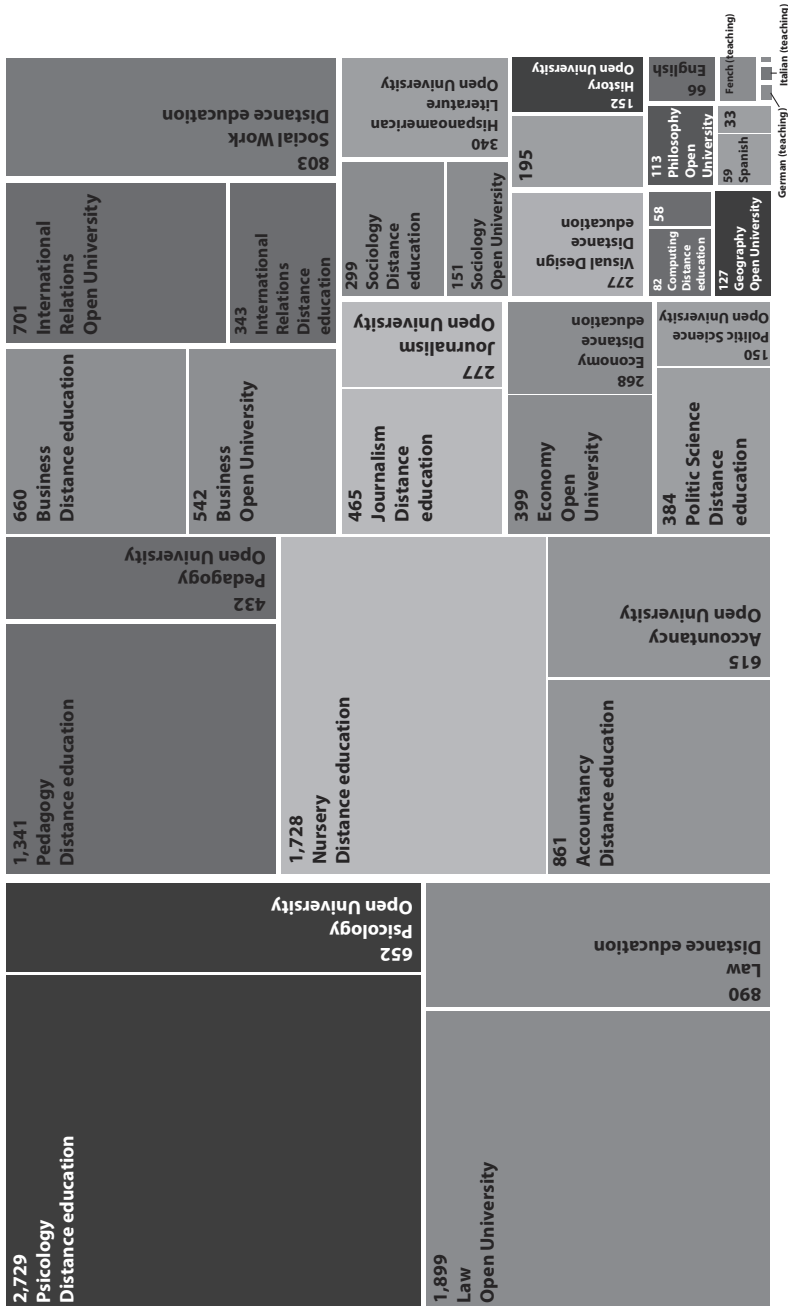 2,729
Psicology
Distance education
652
Psicology
Open University
1,899
Law
Open University
890
Law
Distance education
1,341
Pedagogy
Distance education
432
Pedagogy
Open University
1,728
Nursery
Distance education
861
Accountancy
Distance education
615
Accountancy
Open University
660
Business
Distance education
542
Business
Open University
701
International
Relations
Open University
343
International
Relations
Distance
education
803
Social Work
Distance education
465
Journalism
Distance
education
277
Journalism
Open University
399
Economy
Open
University
268
Economy
Distance
education
384
Politic Science
Distance
education
150
Politic Science
Open University
299
Sociology
Distance
education
151
Sociology
Open University
340
Hispanoamerican
Literature
Open University
277
Visual Design
Distance
education
195
152
History
Open University
82
Computing
Distance
education
58
127
Geography
Open University
113
Philosophy
Open
University
59
Spanish
33
66
English
Fench (teaching)
German (teaching)
Italian (teaching)